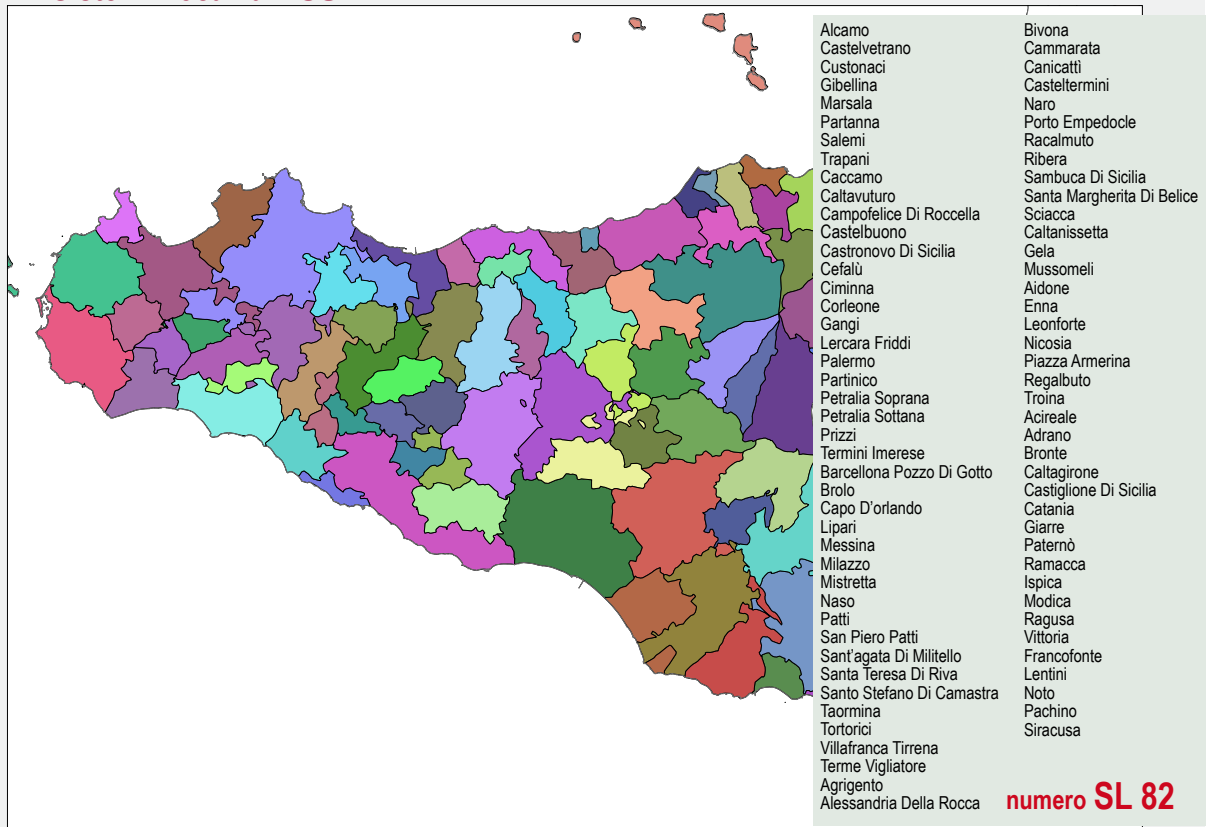 Alcamo
Castelvetrano
Custonaci
Gibellina
Marsala
Partanna
Salemi
Trapani
Caccamo
Caltavuturo
Campofelice Di Roccella
Castelbuono
Castronovo Di Sicilia
Cefalù
Ciminna
Corleone
Gangi
Lercara Friddi
Palermo
Partinico
Petralia Soprana
Petralia Sottana
Prizzi
Termini Imerese
Barcellona Pozzo Di Gotto
Brolo
Capo D'orlando
Lipari
Messina
Milazzo
Mistretta
Naso
Patti
San Piero Patti
Sant'agata Di Militello
Santa Teresa Di Riva
Santo Stefano Di Camastra
Taormina
Tortorici
Villafranca Tirrena
Terme Vigliatore
Agrigento
Alessandria Della Rocca
Bivona
Cammarata
Canicattì
Casteltermini
Naro
Porto Empedocle
Racalmuto
Ribera
Sambuca Di Sicilia
Santa Margherita Di Belice
Sciacca
Caltanissetta
Gela
Mussomeli
Aidone
Enna
Leonforte
Nicosia
Piazza Armerina
Regalbuto
Troina
Acireale
Adrano
Bronte
Caltagirone
Castiglione Di Sicilia
Catania
Giarre
Paternò
Ramacca
Ispica
Modica
Ragusa
Vittoria
Francofonte
Lentini
Noto
Pachino
Siracusa
numero SL 82